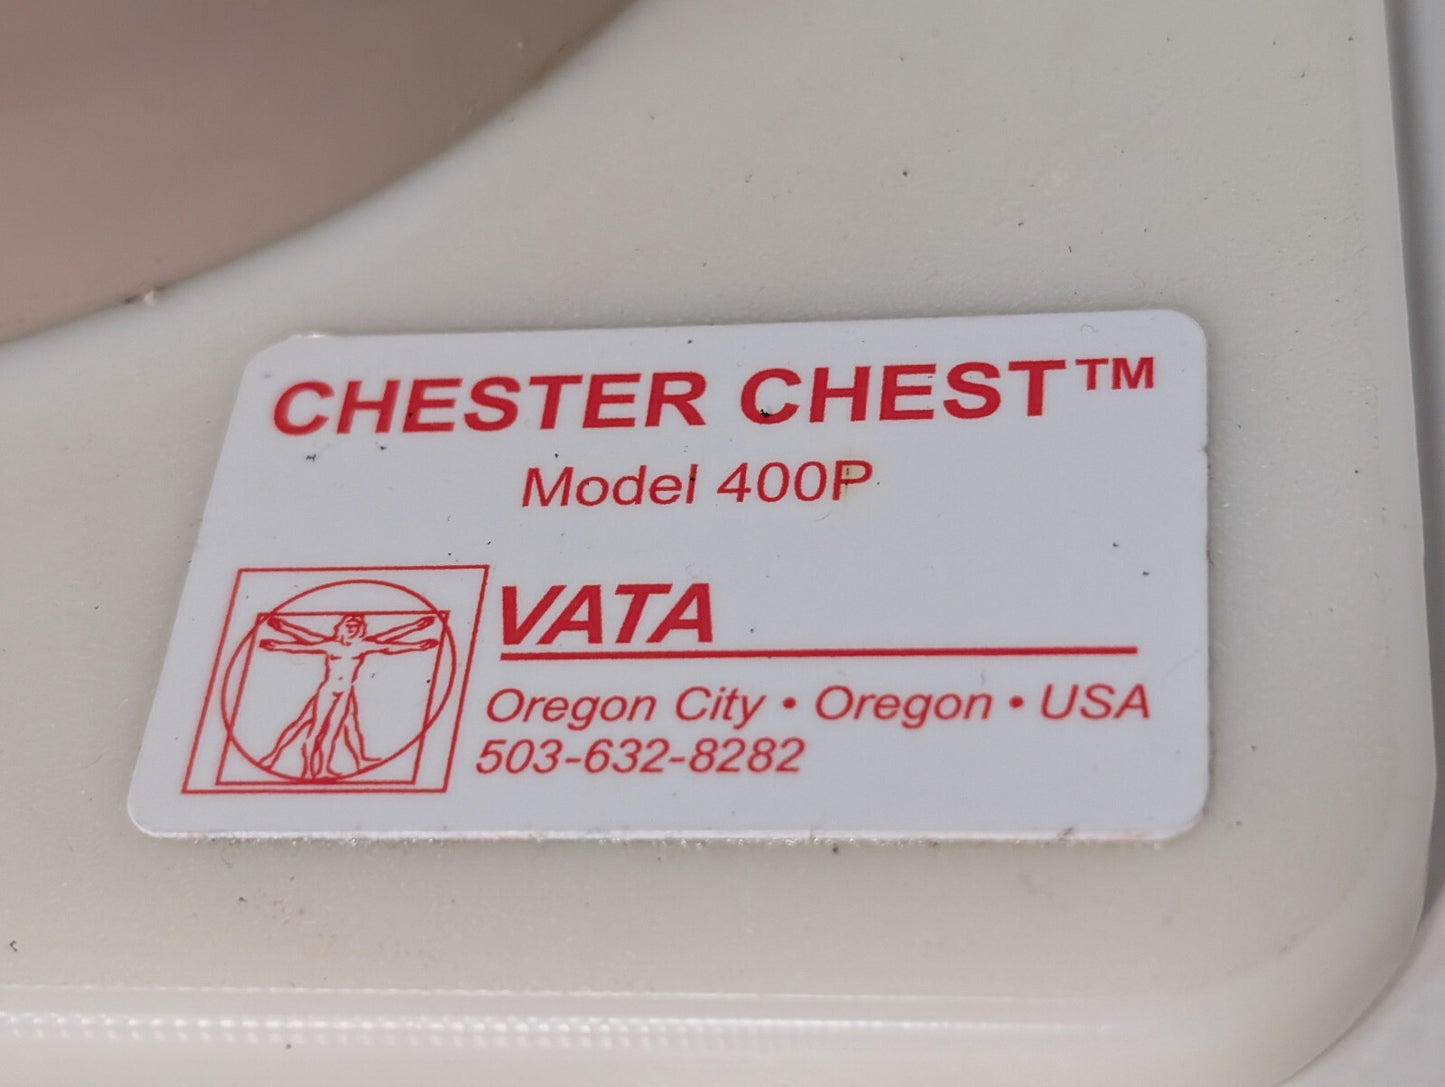 CHESTER CHEST™
Model 400P
VATA
Oregon City • Oregon • USA
503-632-8282